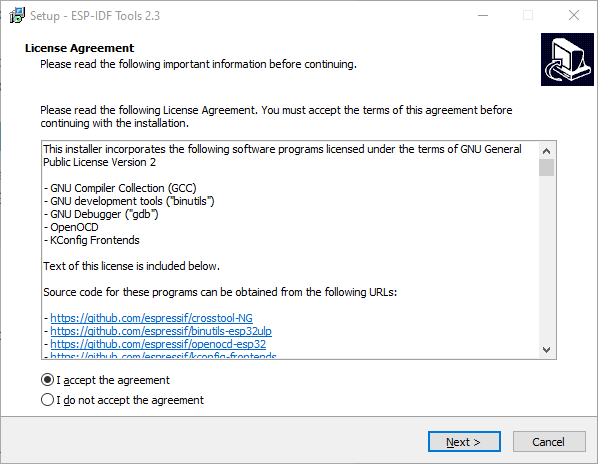 Setup - ESP-IDF Tools 2.3
License Agreement
Please read the following important information before continuing.
Please read the following License Agreement. You must accept the terms of this agreement before
continuing with the installation.
This installer incorporates the following software programs licensed under the terms of GNU General
Public License Version 2
- GNU Compiler Collection (GCC)
- GNU development tools ("binutils")
- GNU Debugger ("gdb")
- OpenOCD
- KConfig Frontends
Text of this license is included below.
Source code for these programs can be obtained from the following URLs:
- https://github.com/espressif/crosstool-NG
- https://github.com/espressif/binutils-esp32ulp
- https://github.com/espressif/openocd-esp32
- https://github.com/espressif/kconfig-frontends
I accept the agreement
I do not accept the agreement
Next >
Cancel